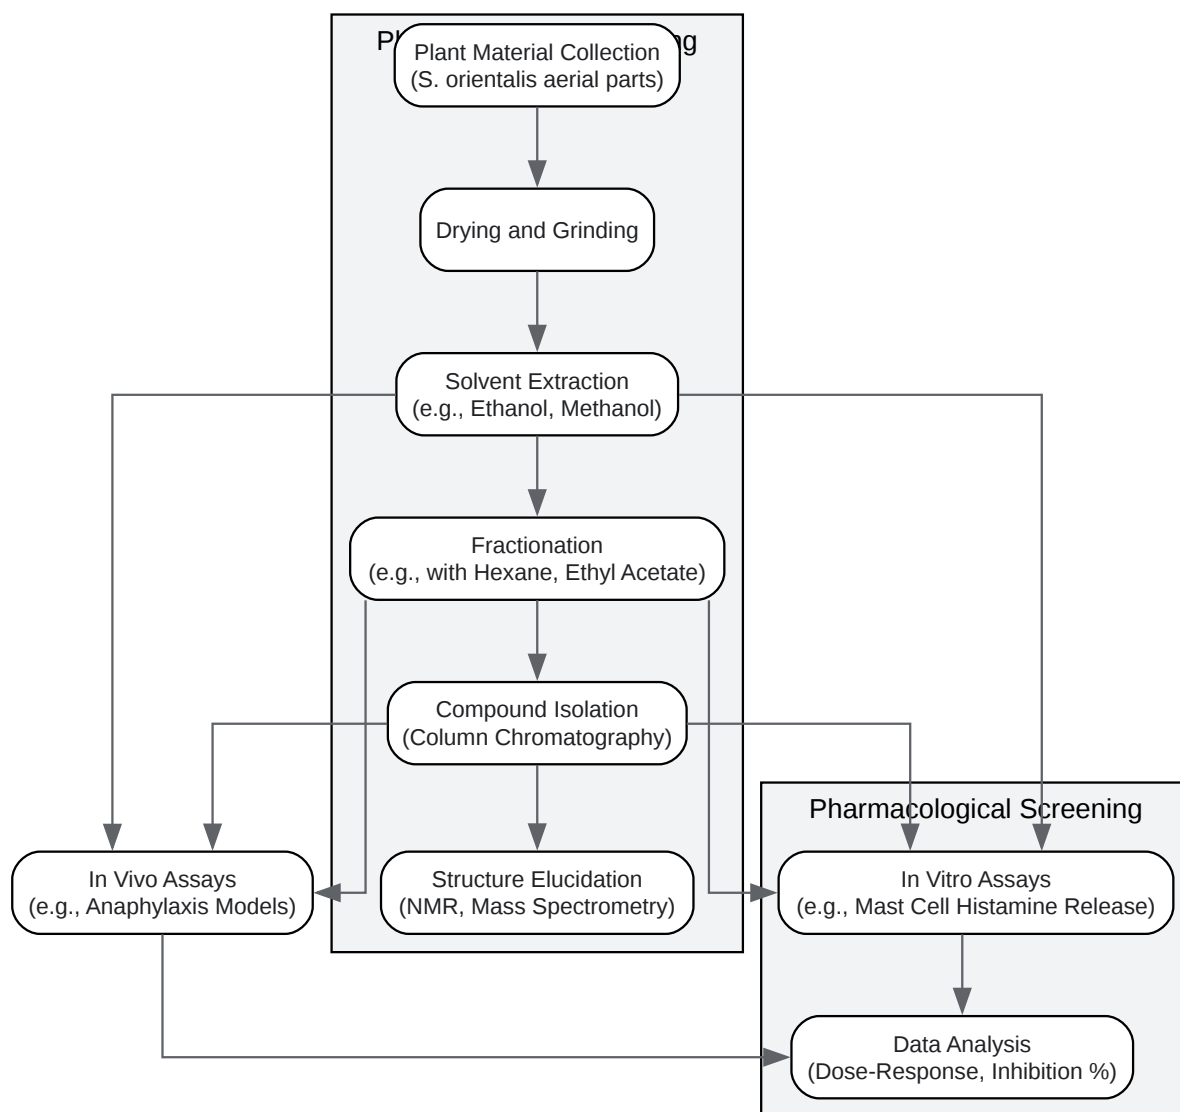 Plant Material Collection
(S. orientalis aerial parts)
Drying and Grinding
Solvent Extraction
(e.g., Ethanol, Methanol)
Fractionation
(e.g., with Hexane, Ethyl Acetate)
Compound Isolation
(Column Chromatography)
Pharmacological Screening
In Vivo Assays
(e.g., Anaphylaxis Models)
Structure Elucidation
(NMR, Mass Spectrometry)
In Vitro Assays
(e.g., Mast Cell Histamine Release)
Data Analysis
(Dose-Response, Inhibition %)